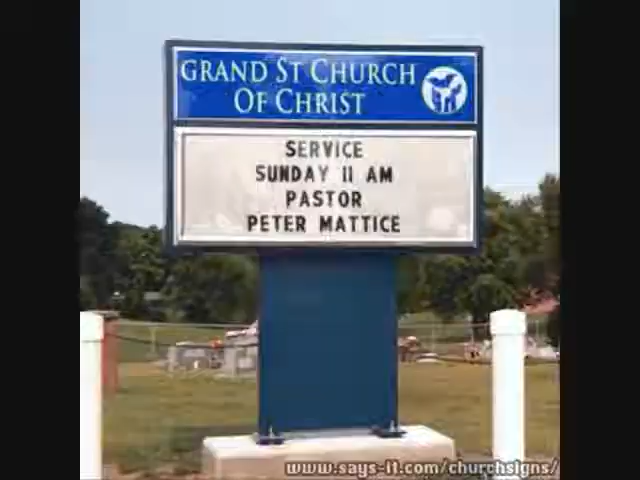 GRAND ST CHURCH
OF CHRIST
SERVICE
SUNDAY 11 AM
PASTOR
PETER MATTICE
www.says-it.com/churchsigns/